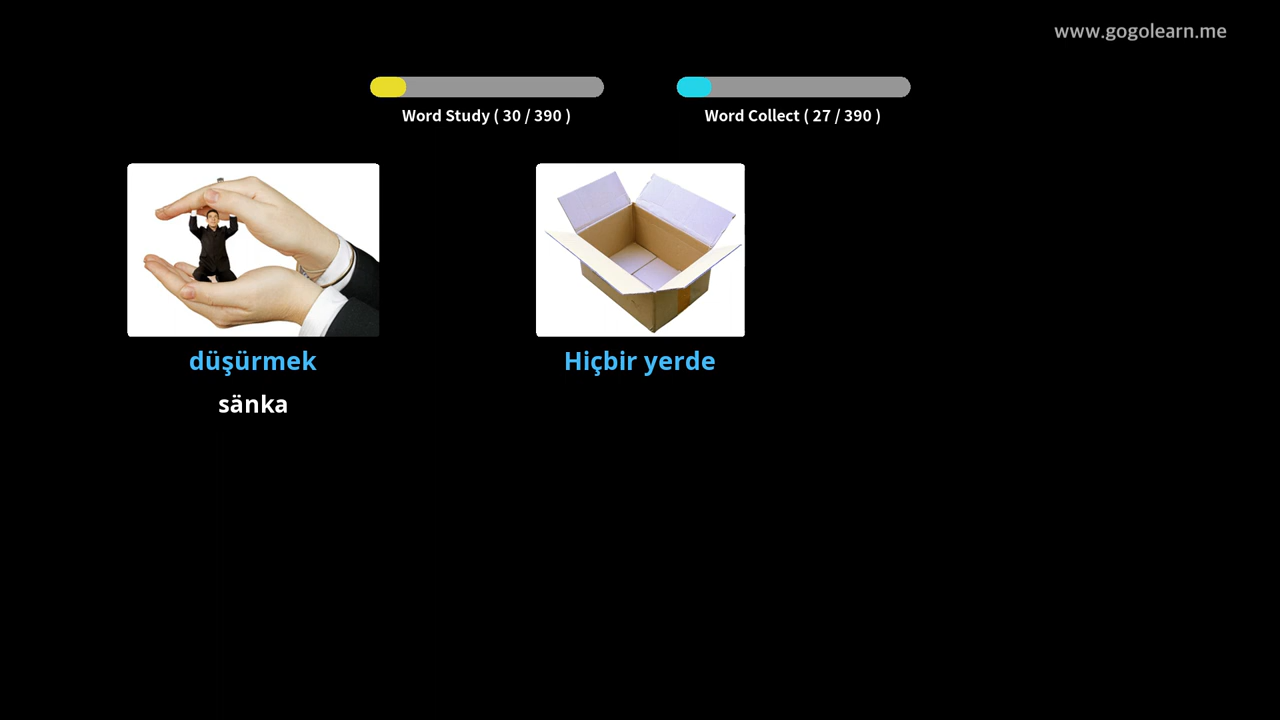 www.gogolearn.me
Word Study ( 30 / 390 )
Word Collect ( 27 / 390 )
düşürmek
Hiçbir yerde
sänka